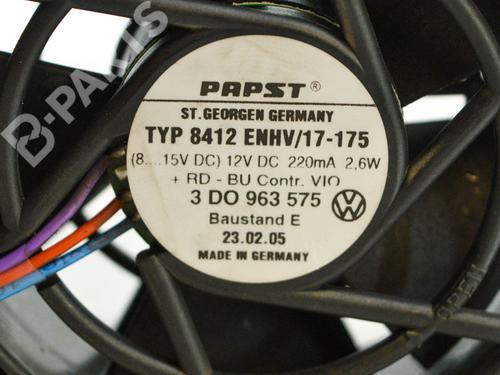 B-PARTS
PAPST®
ST.GEORGEN GERMANY
TYP 8412 ENHV/17-175
(8....15V DC) 12V DC 220mA 2,6W
+ RD - BU Contr. VIO
3 DO 963 575
Baustand E
23.02.05
MADE IN GERMANY
OPEN